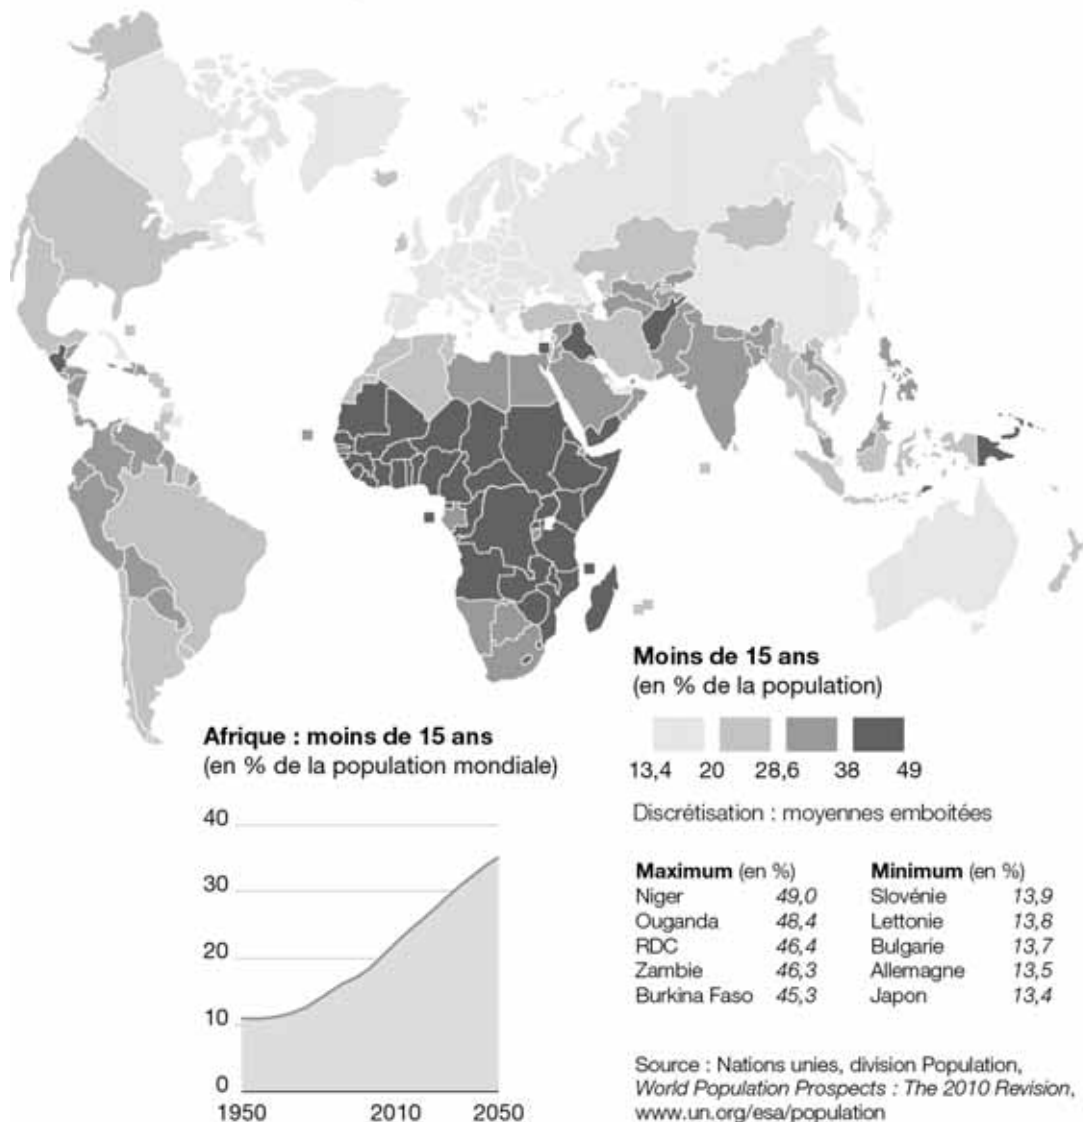 Moins de 15 ans
(en % de la population)
13,4 20 28,6 38 49
Discrétisation : moyennes emboitées
Afrique : moins de 15 ans
(en % de la population mondiale)
40
30
20
10
0
1950 2010 2050
Maximum (en %) Minimum (en %)
Niger 49,0 Slovénie 13,9
Ouganda 48,4 Lettonie 13,8
RDC 46,4 Bulgarie 13,7
Zambie 46,3 Allemagne 13,5
Burkina Faso 45,3 Japon 13,4
Source : Nations unies, division Population,
World Population Prospects : The 2010 Revision,
www.un.org/esa/population